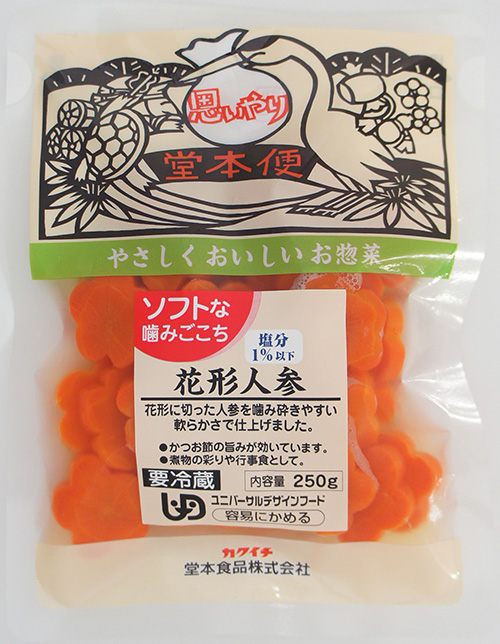 思いやり
堂本便
やさしくおいしいお惣菜
ソフトな
噛みごこち
塩分
1%以下
花形人参
花形に切った人参を噛み砕きやすい
軟らかさで仕上げました。
●かつお節の旨みが効いています。
●煮物の彩りや行事食として。
要冷蔵 内容量 250g
ユニバーサルデザインフード
容易にかめる
カクイチ
堂本食品株式会社